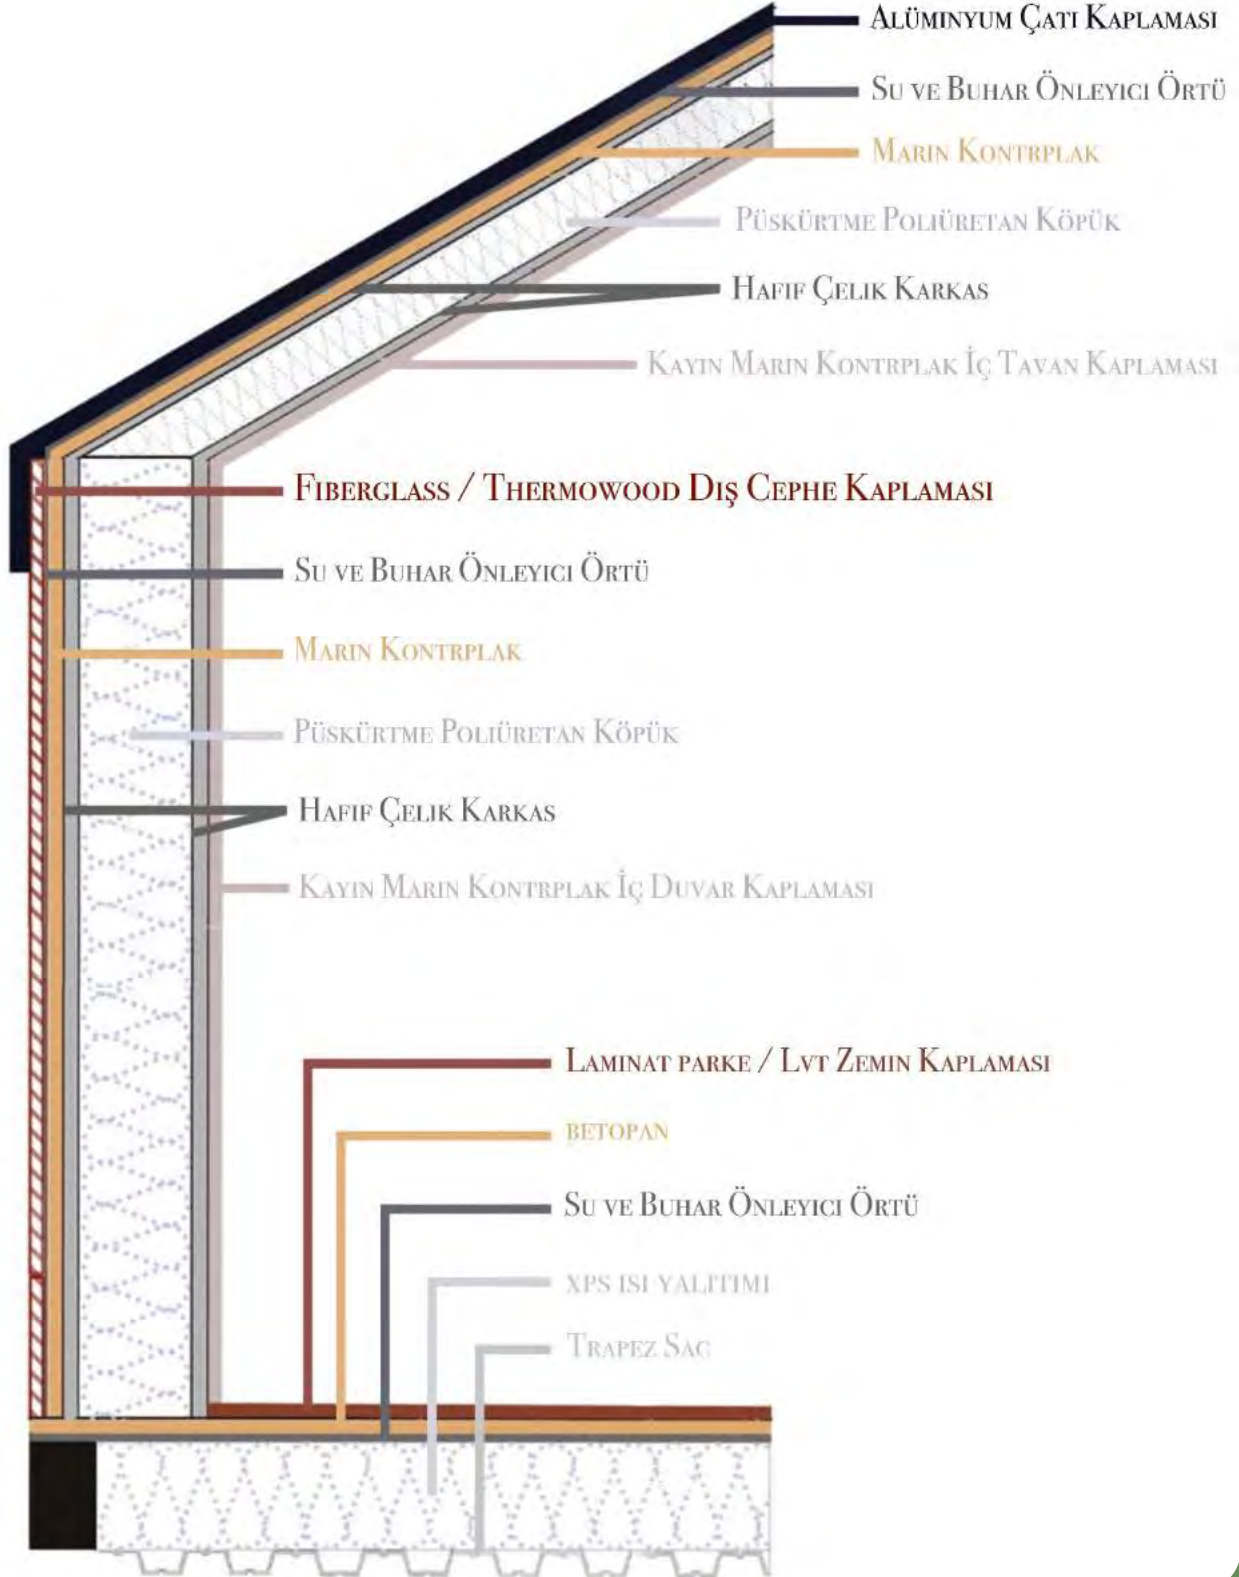 Alüminyum Çatı Kaplaması
Su ve Buhar Önleyici Örtü
Marin Kontrplak
Püskürtme Poliüretan Köpük
Hafif Çelik Karkas
Kayın Marin Kontrplak İç Tavan Kaplaması
Fiberglass / Thermowood Dış Cephe Kaplaması
Su ve Buhar Önleyici Örtü
Marin Kontrplak
Püskürtme Poliüretan Köpük
Hafif Çelik Karkas
Kayın Marin Kontrplak İç Duvar Kaplaması
Laminat parke / Lvt Zemin Kaplaması
betopan
Su ve Buhar Önleyici Örtü
xps ısı yalıtımı
Trapez Sac